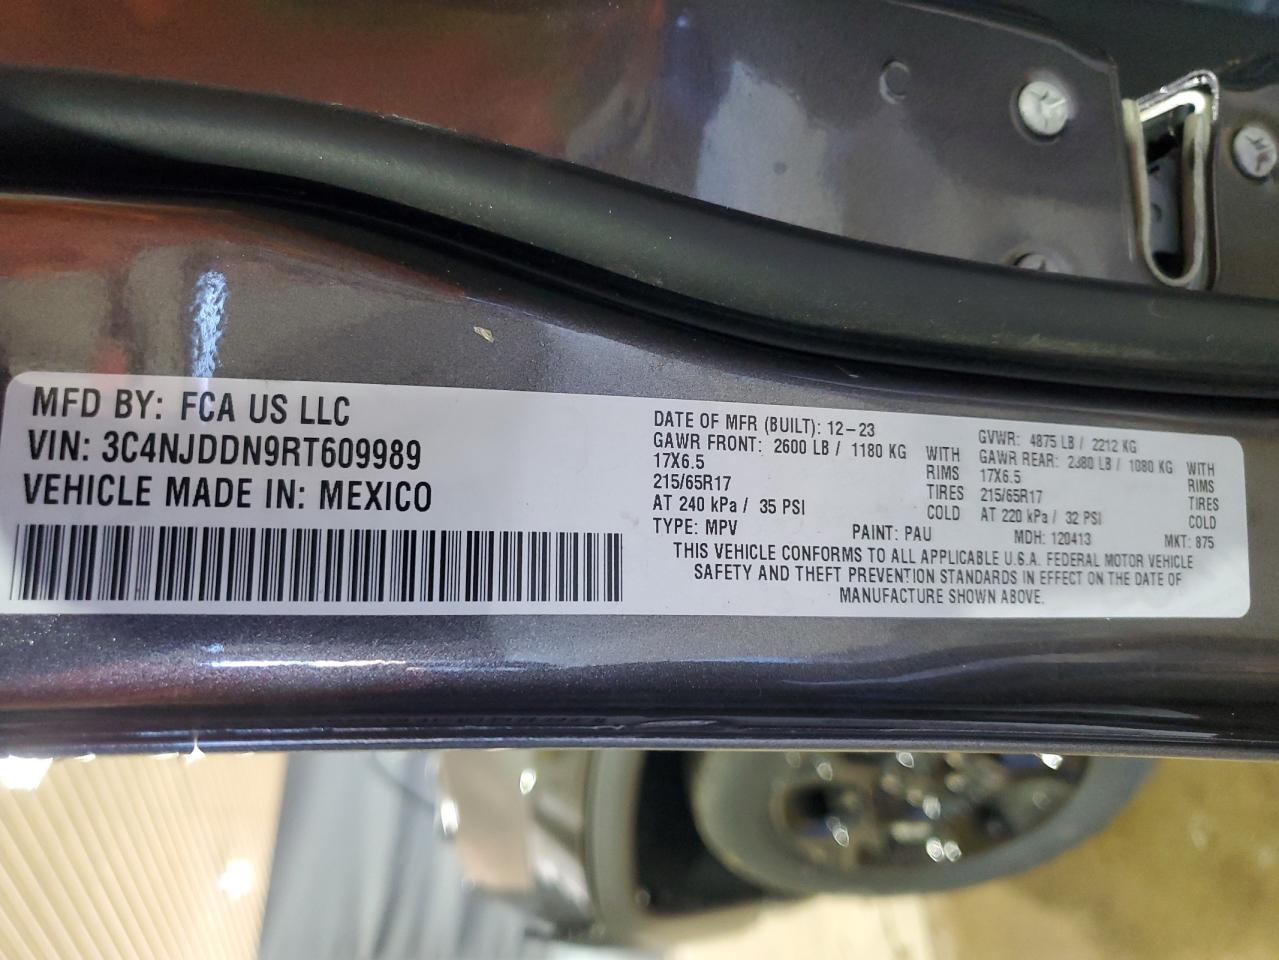 MFD BY: FCA US LLC
VIN: 3C4NJDDN9RT609989
VEHICLE MADE IN: MEXICO
DATE OF MFR (BUILT): 12-23
GAWR FRONT: 2600 LB / 1180 KG WITH
17X6.5 RIMS
215/65R17 TIRES
AT 240 kPa / 35 PSI COLD
GVWR: 4875 LB / 2212 KG
GAWR REAR: 2380 LB / 1080 KG WITH
17X6.5 RIMS
215/65R17 TIRES
AT 220 kPa / 32 PSI COLD
TYPE: MPV PAINT: PAU MDH: 120413 MKT: 875
THIS VEHICLE CONFORMS TO ALL APPLICABLE U.S.A. FEDERAL MOTOR VEHICLE
SAFETY AND THEFT PREVENTION STANDARDS IN EFFECT ON THE DATE OF
MANUFACTURE SHOWN ABOVE.